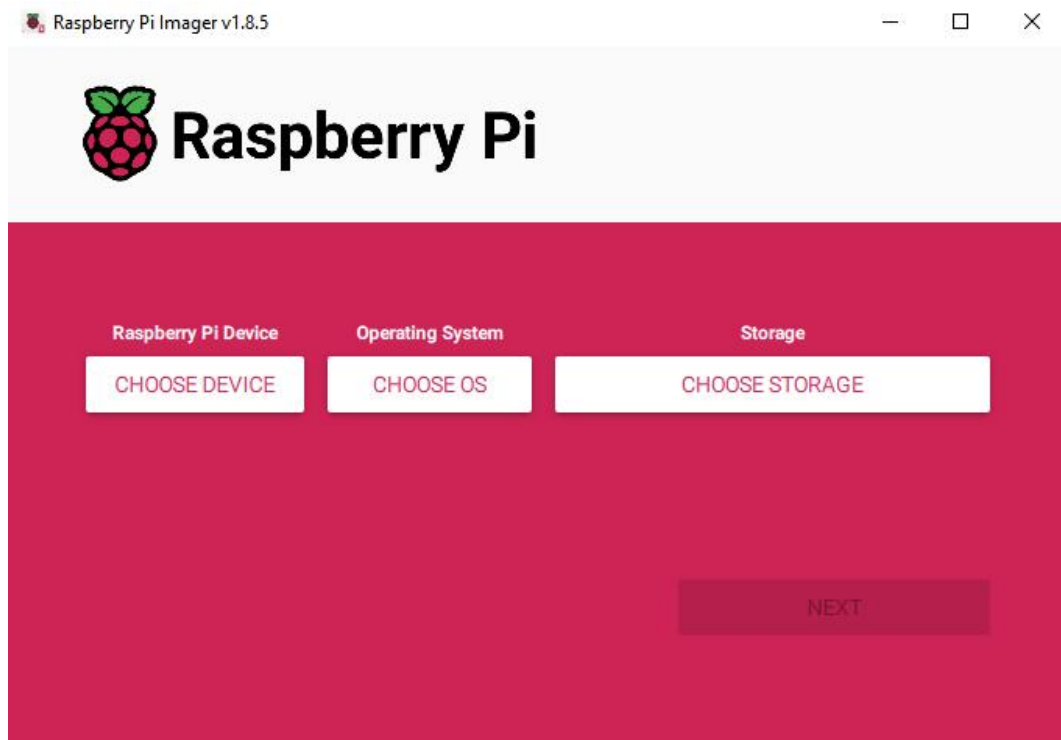 Raspberry Pi Imager v1.8.5
Raspberry Pi
Raspberry Pi Device
Operating System
Storage
CHOOSE DEVICE
CHOOSE OS
CHOOSE STORAGE
NEXT